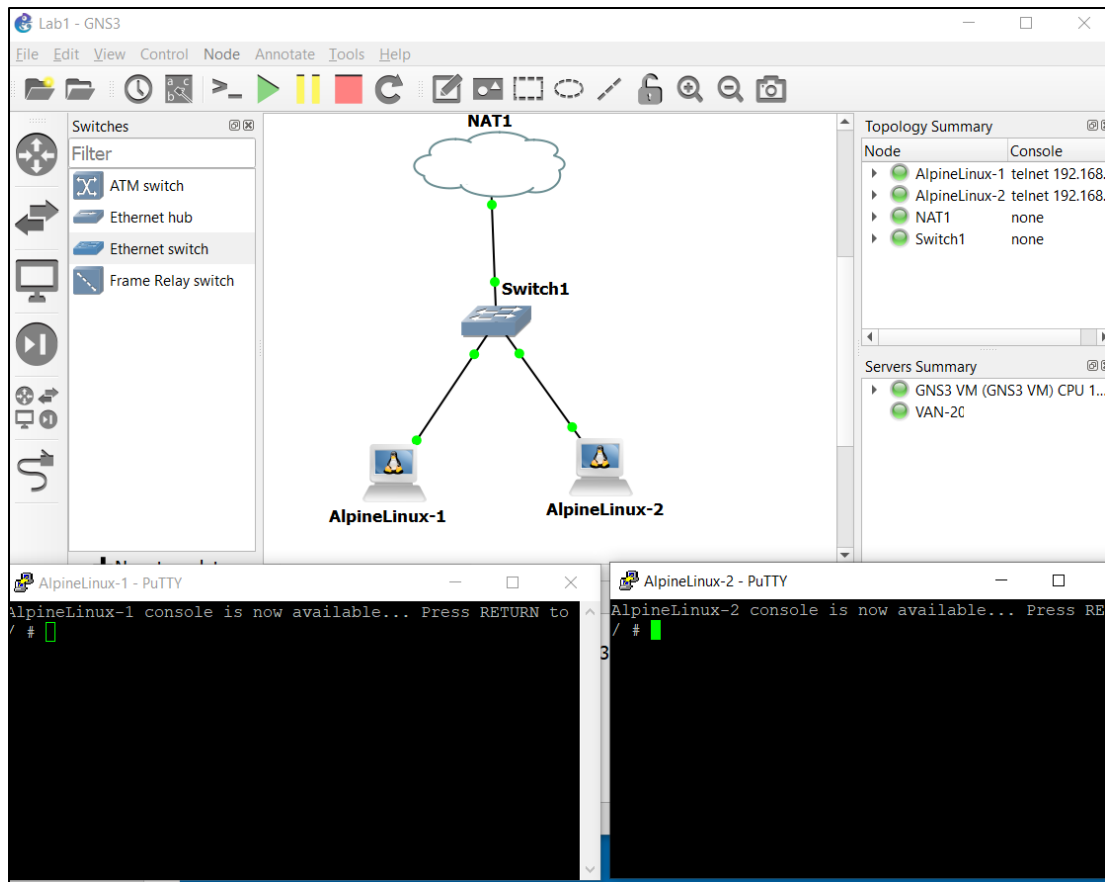 Lab1 - GNS3
File Edit View Control Node Annotate Tools Help
Switches
Filter
ATM switch
Ethernet hub
Ethernet switch
Frame Relay switch
NAT1
Switch1
AlpineLinux-1
AlpineLinux-2
Topology Summary
Node Console
AlpineLinux-1 telnet 192.168.
AlpineLinux-2 telnet 192.168.
NAT1 none
Switch1 none
Servers Summary
GNS3 VM (GNS3 VM) CPU 1...
VAN-20
AlpineLinux-1 - PuTTY
AlpineLinux-1 console is now available... Press RETURN to
/ #
3
AlpineLinux-2 - PuTTY
AlpineLinux-2 console is now available... Press RE
/ #